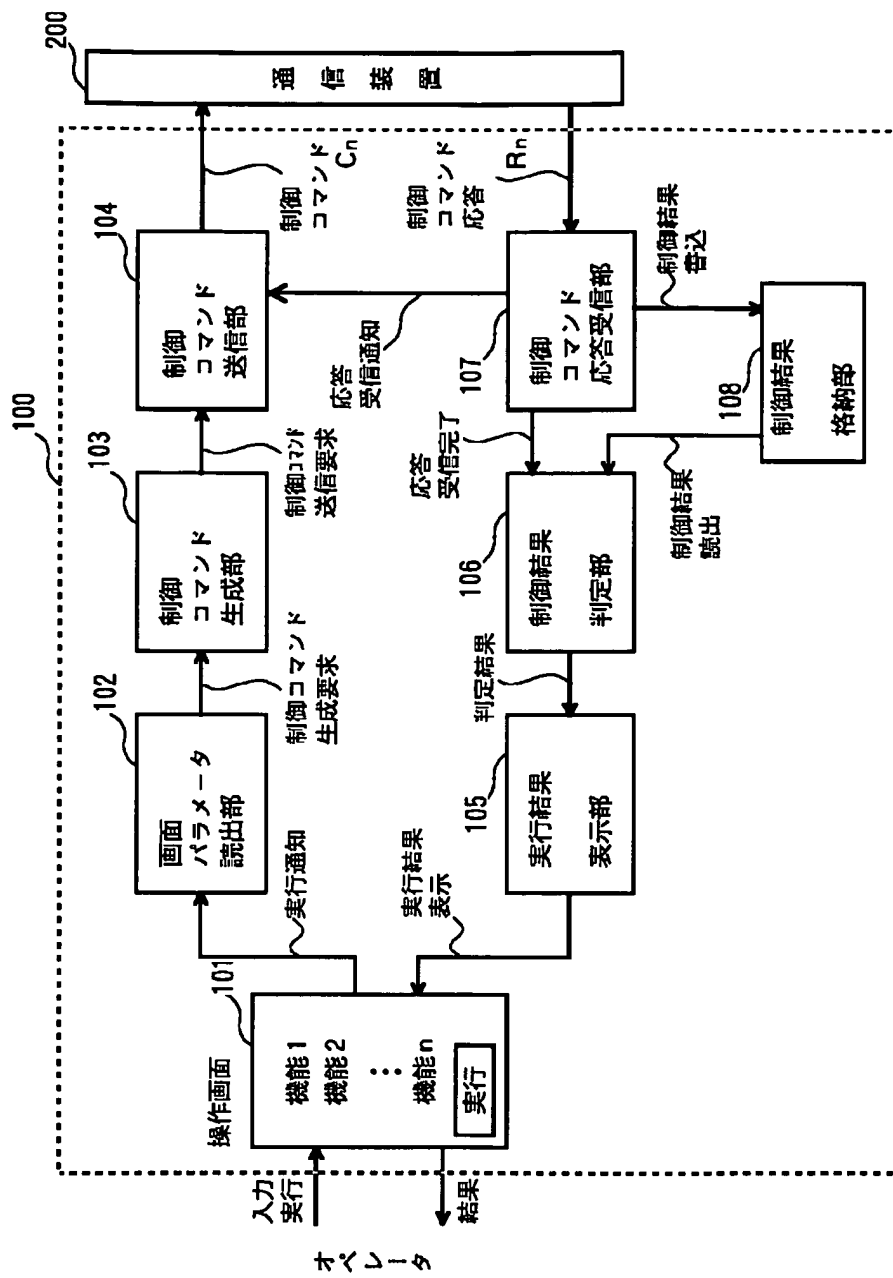 100
オペレータ
入力
実行
結果
操作画面
101
機能1
機能2
⋮
機能n
実行
実行通知
102
画面
パラメータ
読出部
制御コマンド
生成要求
103
制御
コマンド
生成部
制御コマンド
送信要求
104
制御
コマンド
送信部
制御
コマンド
Cn
200
通信装置
制御
コマンド
応答
Rn
107
制御
コマンド
応答受信部
応答
受信通知
制御結果
書込
108
制御結果
格納部
応答
受信完了
制御結果
読出
106
制御結果
判定部
判定結果
105
実行結果
表示部
実行結果
表示